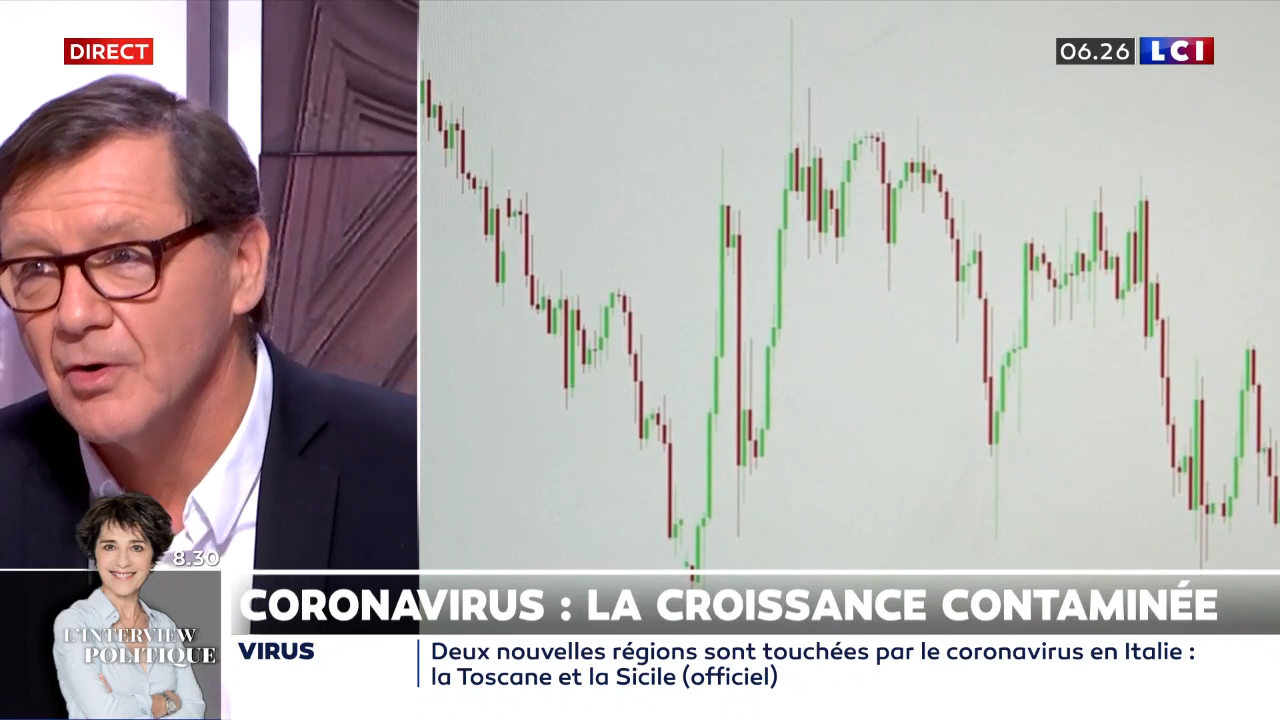 DIRECT
06.26 LCI
8.30
L'INTERVIEW
POLITIQUE
CORONAVIRUS : LA CROISSANCE CONTAMINÉE
VIRUS
Deux nouvelles régions sont touchées par le coronavirus en Italie :
la Toscane et la Sicile (officiel)